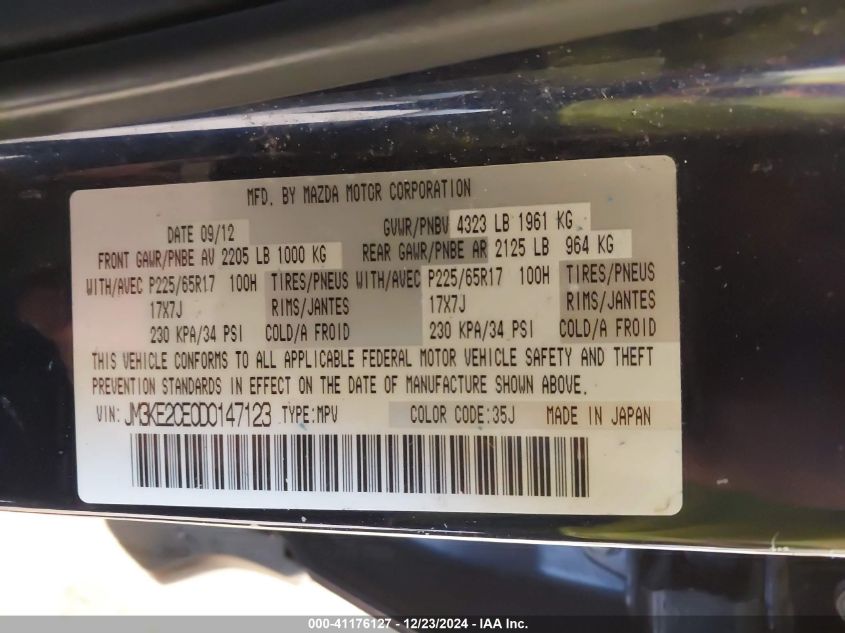 MFD. BY MAZDA MOTOR CORPORATION
DATE 09/12 GVWR/PNBV 4323 LB 1961 KG
FRONT GAWR/PNBE AV 2205 LB 1000 KG REAR GAWR/PNBE AR 2125 LB 964 KG
WITH/AVEC P225/65R17 100H TIRES/PNEUS WITH/AVEC P225/65R17 100H TIRES/PNEUS
17X7J RIMS/JANTES 17X7J RIMS/JANTES
230 KPA/34 PSI COLD/A FROID 230 KPA/34 PSI COLD/A FROID
THIS VEHICLE CONFORMS TO ALL APPLICABLE FEDERAL MOTOR VEHICLE SAFETY AND THEFT
PREVENTION STANDARDS IN EFFECT ON THE DATE OF MANUFACTURE SHOWN ABOVE.
VIN: JM3KE2CE0D0147123 TYPE:MPV COLOR CODE:35J MADE IN JAPAN
000-41176127 - 12/23/2024 - IAA Inc.